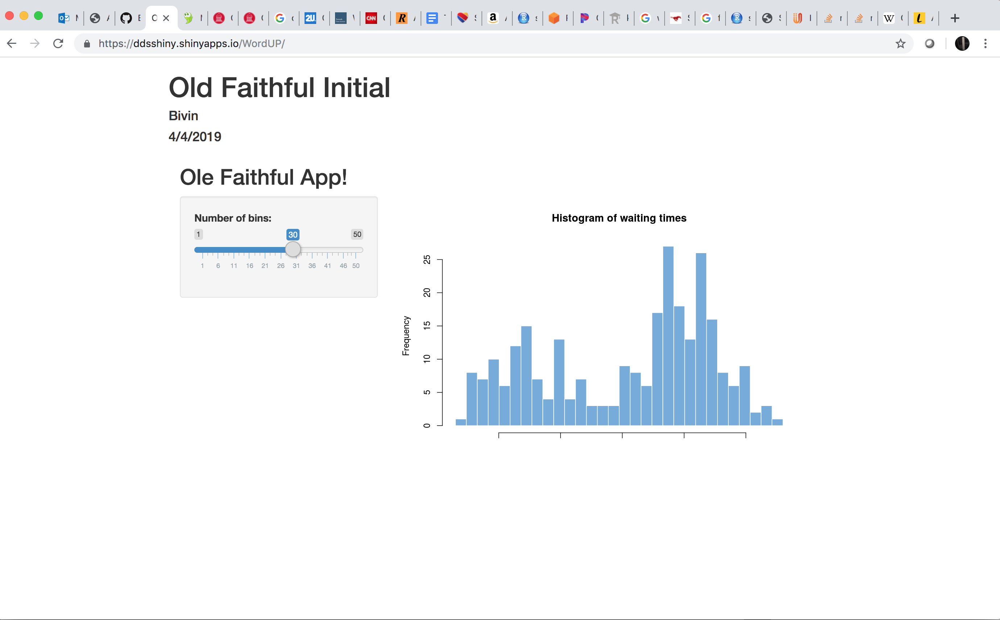 https://ddsshiny.shinyapps.io/WordUP/
Old Faithful Initial
Bivin
4/4/2019
Ole Faithful App!
Number of bins:
1 30 50
1 6 11 16 21 26 31 36 41 46 50
Histogram of waiting times
Frequency
25
20
15
10
5
0